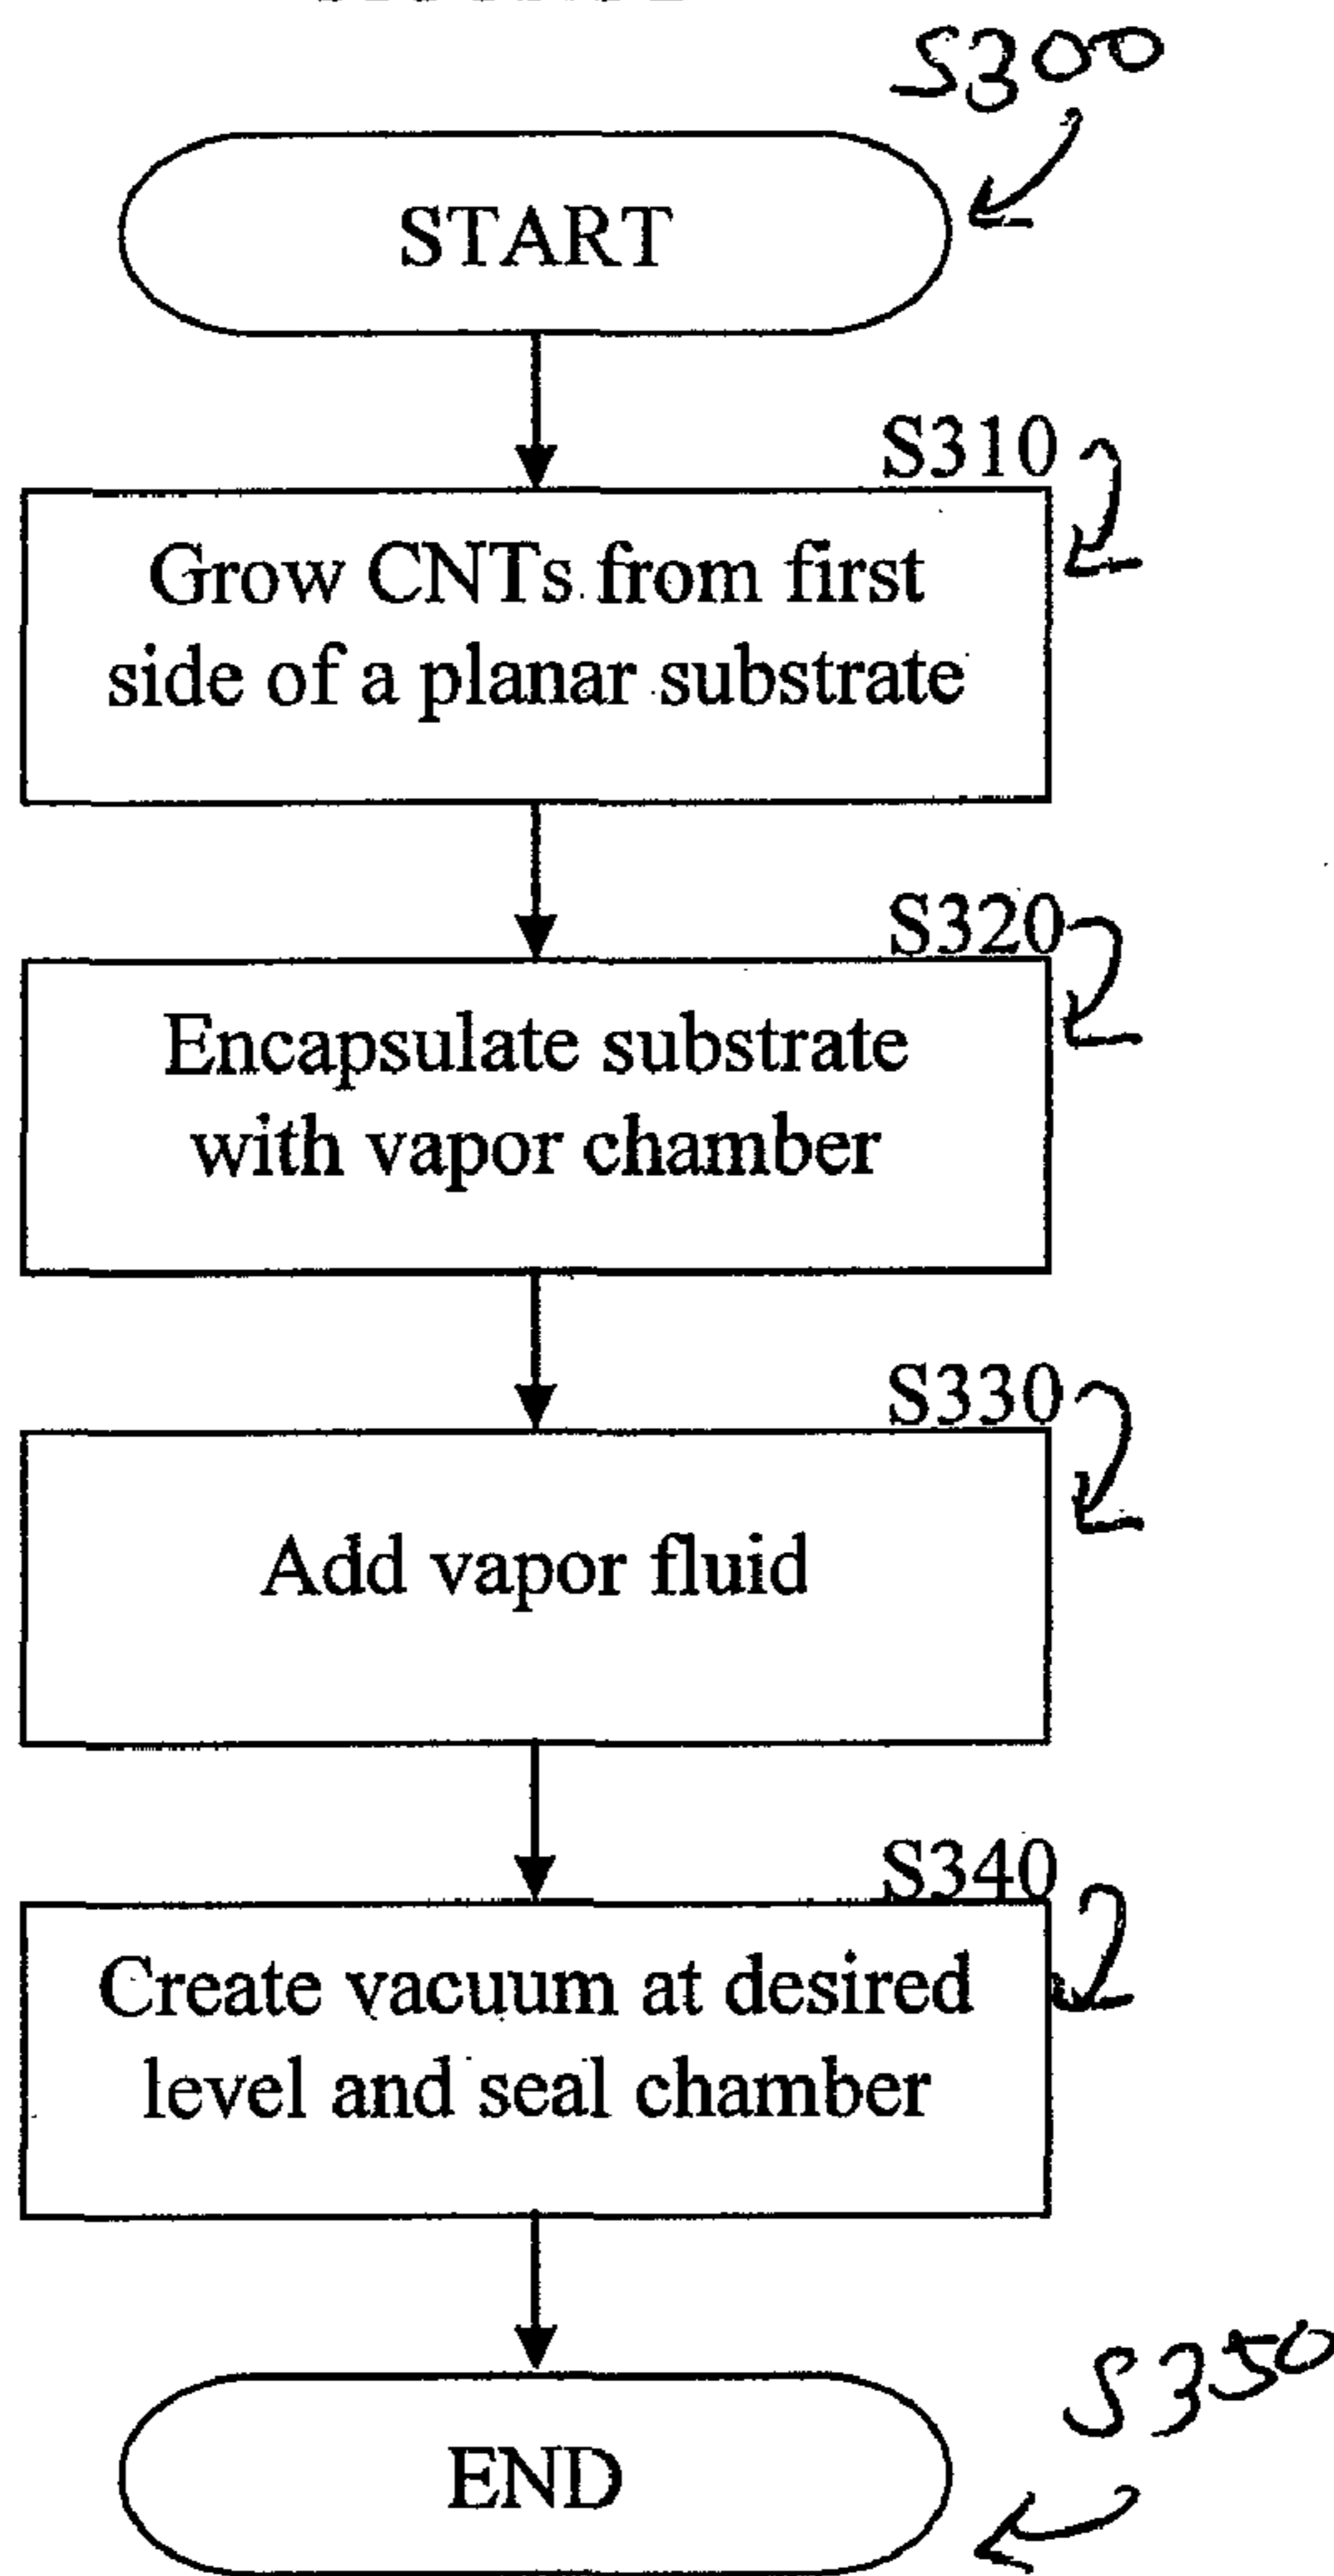 S300
START
S310
Grow CNTs from first
side of a planar substrate
S320
Encapsulate substrate
with vapor chamber
S330
Add vapor fluid
S340
Create vacuum at desired
level and seal chamber
S350
END